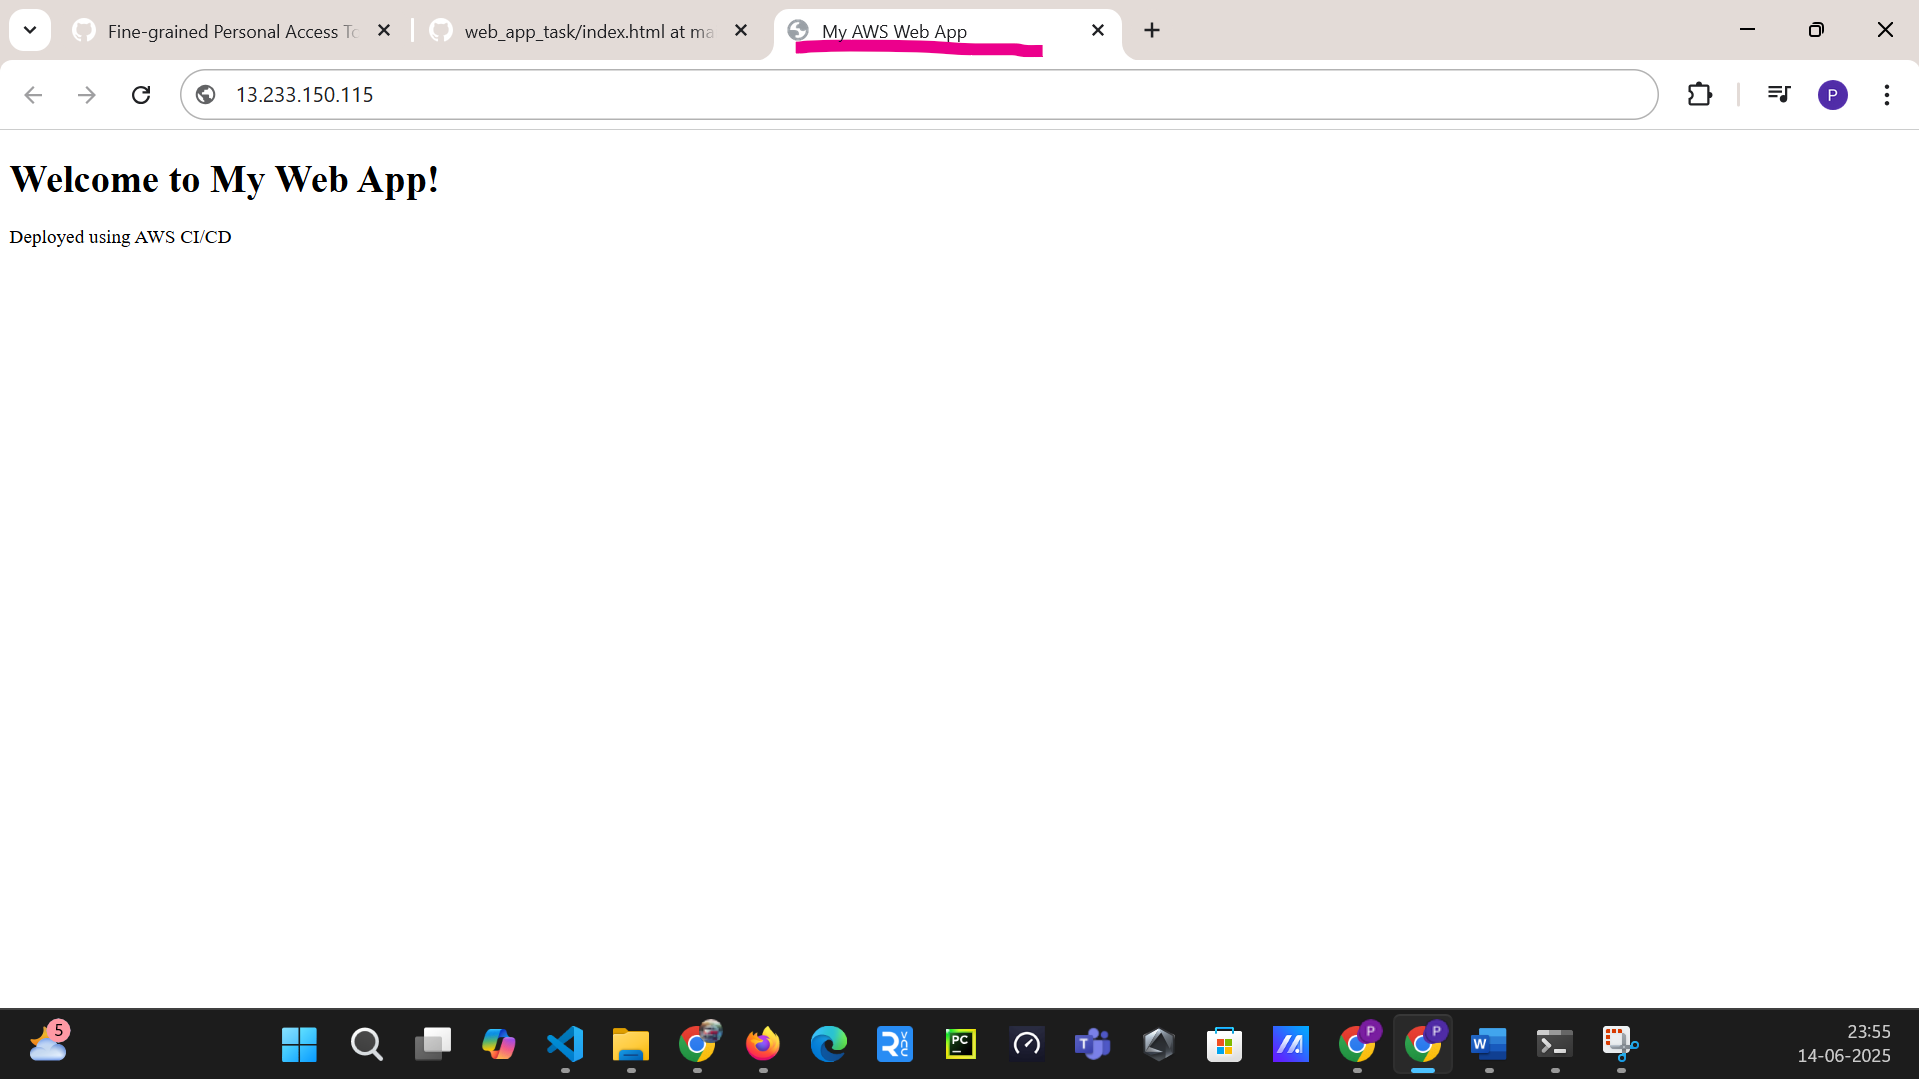 Fine-grained Personal Access To
web_app_task/index.html at ma
My AWS Web App
13.233.150.115
P
Welcome to My Web App!
Deployed using AWS CI/CD
5
VNC
PC
T
P
P
W
23:55
14-06-2025